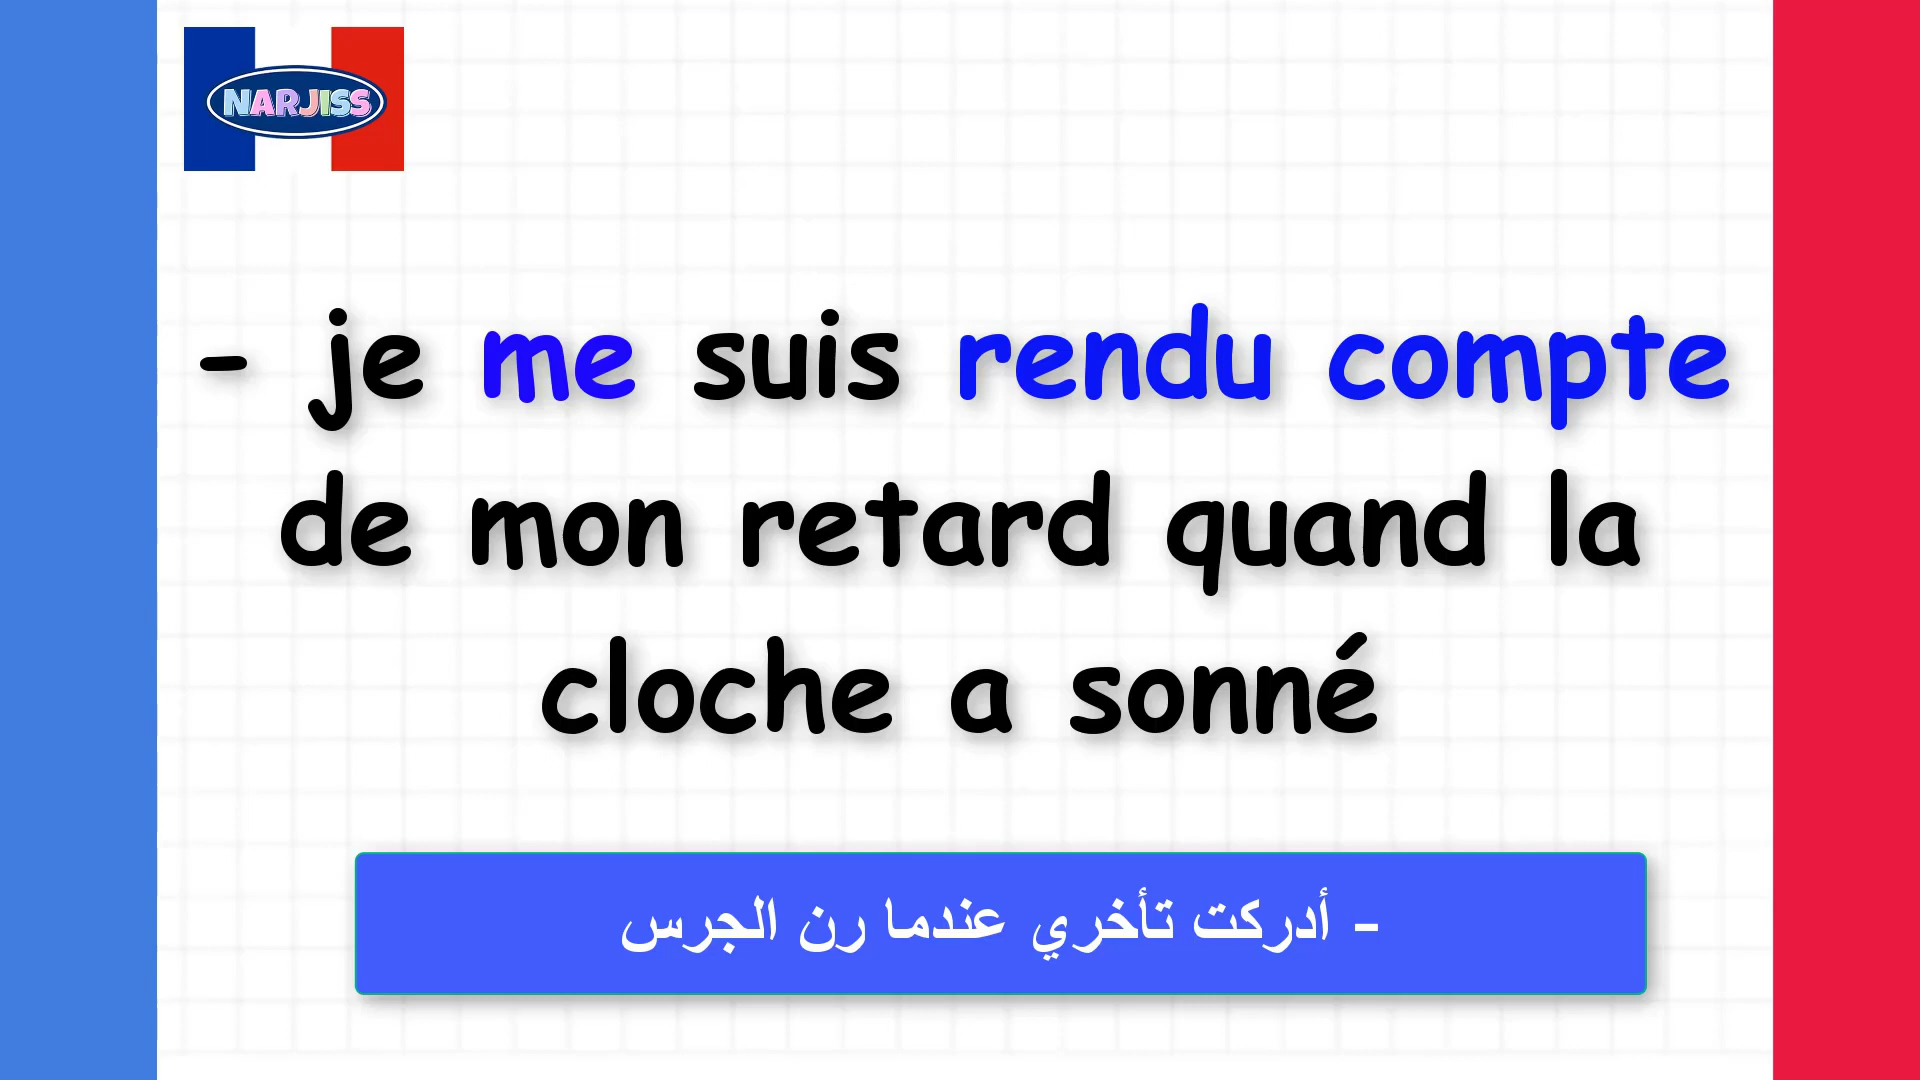 NARJISS
- je me suis rendu compte
de mon retard quand la
cloche a sonné
- أدركت تأخري عندما رن الجرس